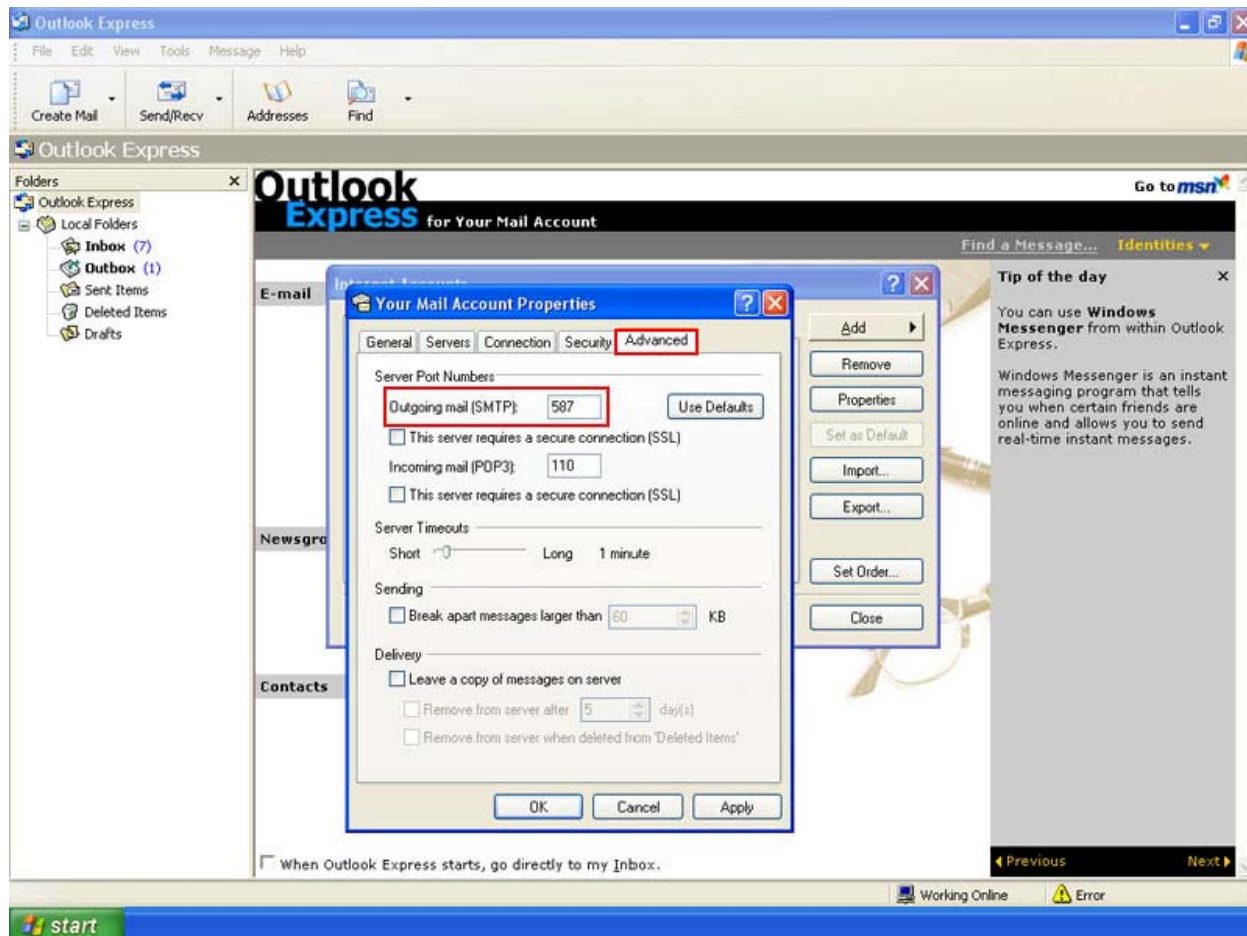 Outlook Express
File Edit View Tools Message Help
Create Mail Send/Recv Addresses Find
Outlook Express
Folders x
Outlook Express
Local Folders
Inbox (7)
Outbox (1)
Sent Items
Deleted Items
Drafts
Outlook
Express for Your Mail Account
Go to msn
Find a Message... Identities
E-mail
Newsgro
Contacts
Internet Accounts
Add
Remove
Properties
Set as Default
Import...
Export...
Set Order...
Close
Your Mail Account Properties
General Servers Connection Security Advanced
Server Port Numbers
Outgoing mail (SMTP): 587 Use Defaults
This server requires a secure connection (SSL)
Incoming mail (POP3): 110
This server requires a secure connection (SSL)
Server Timeouts
Short Long 1 minute
Sending
Break apart messages larger than 60 KB
Delivery
Leave a copy of messages on server
Remove from server after 5 day(s)
Remove from server when deleted from 'Deleted Items'
OK Cancel Apply
Tip of the day x
You can use Windows
Messenger from within Outlook
Express.
Windows Messenger is an instant
messaging program that tells
you when certain friends are
online and allows you to send
real-time instant messages.
Previous Next
When Outlook Express starts, go directly to my Inbox.
Working Online Error
start